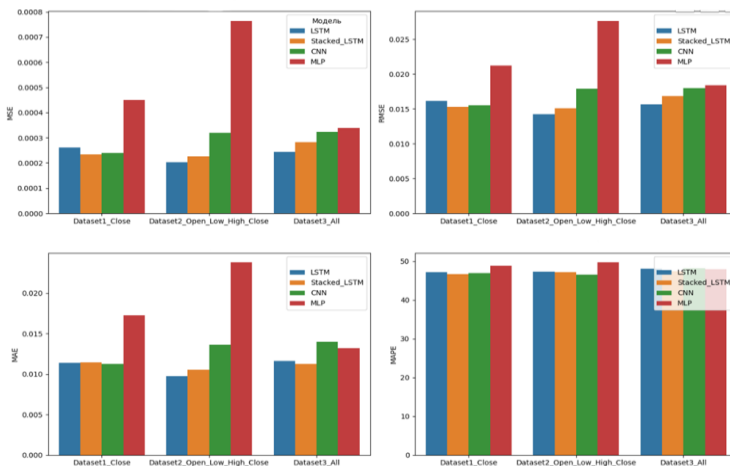 0.0008
0.0007
0.0006
0.0005
0.0004
0.0003
0.0002
0.0001
0.0000
MSE
Модель
LSTM
Stacked_LSTM
CNN
MLP
Dataset1_Close
Dataset2_Open_Low_High_Close
Dataset3_All
0.025
0.020
0.015
0.010
0.005
0.000
RMSE
LSTM
Stacked_LSTM
CNN
MLP
Dataset1_Close
Dataset2_Open_Low_High_Close
Dataset3_All
0.020
0.015
0.010
0.005
0.000
MAE
LSTM
Stacked_LSTM
CNN
MLP
Dataset1_Close
Dataset2_Open_Low_High_Close
Dataset3_All
50
40
30
20
10
0
MAPE
LSTM
Stacked_LSTM
CNN
MLP
Dataset1_Close
Dataset2_Open_Low_High_Close
Dataset3_All